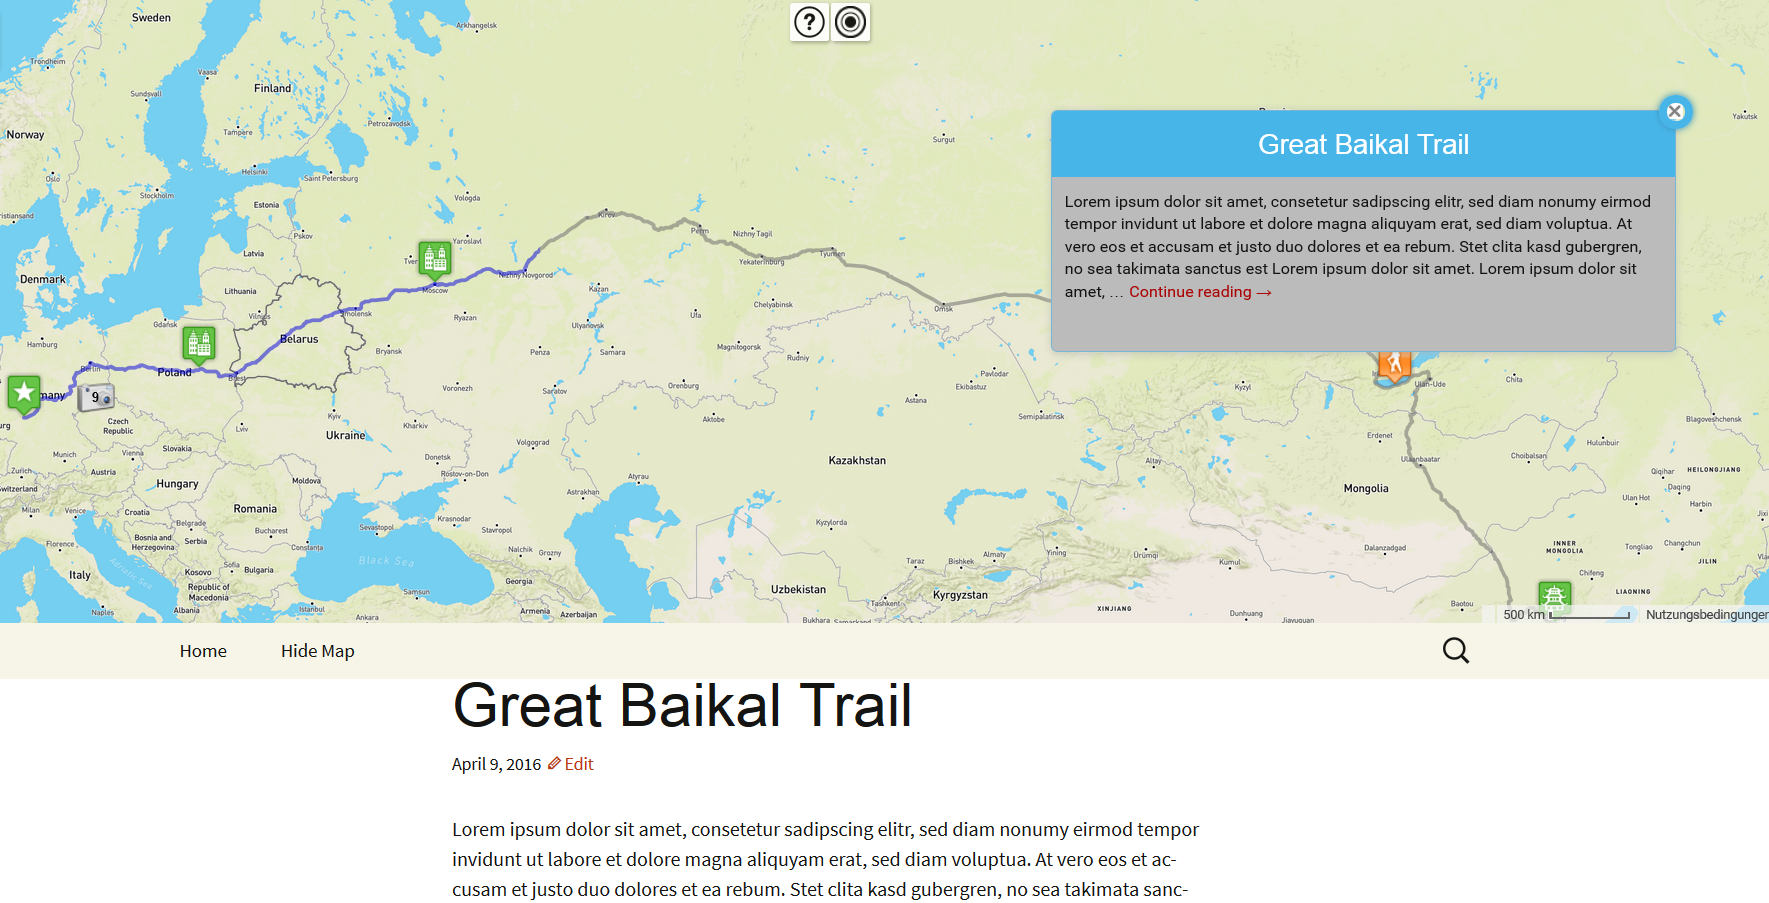 Sweden
Arkhangelsk
Trondheim
Vaasa
Finland
Sundsvall
Norway
Tampere
Petrozavodsk
Surgut
Yakutsk
Helsinki
Saint Petersburg
Oslo
Stockholm
Estonia
Vologda
Pskov
Kirov
Perm
Nizhny Tagil
Yekaterinburg
Tyumen
Yaroslavl
Tver
Latvia
Denmark
Nizhny Novgorod
Moscow
Kazan
Chelyabinsk
Omsk
Lithuania
Vilnius
Smolensk
Gdańsk
Hamburg
Belarus
Ryazan
Ulyanovsk
Ufa
Bryansk
Penza
Samara
Magnitogorsk
Rudniy
Berlin
Poland
Brest
many
9
Voronezh
Saratov
Orenburg
Pavlodar
Ekibastuz
Astana
Kyzyl
Ulan-Ude
Chita
Czech
Republic
Lviv
Kyiv
Kharkiv
Aktobe
Semipalatinsk
Blagoveshchensk
Ukraine
Volgograd
Erdenet
Hulunbuir
Munich
Vienna
Slovakia
Donetsk
Kazakhstan
Altay
Ulaanbaatar
Choibalsan
Zurich
Austria
Hungary
Moldova
Rostov-on-Don
Atyrau
Astrakhan
Qiqihar
HEILONGJIANG
Daqing
Switzerland
Milan
Venice
Croatia
Romania
Belgrade
Sevastopol
Krasnodar
Stavropol
Kyzylorda
Mongolia
Ulan Hot
Harbin
Florence
Bosnia and
Herzegovina
Serbia
Bucharest
Constanta
Nalchik
Grozny
Taraz
Bishkek
Almaty
Yining
Ürümqi
Kumul
Dalanzadgad
INNER
MONGOLIA
Tongliao
Changchun
JILIN
Italy
Adriatic Sea
Kosovo
Sofia
Bulgaria
Black Sea
Georgia
Uzbekistan
Kyrgyzstan
Chifeng
LIAONING
Republic of
Macedonia
Albania
Naples
Istanbul
Samsun
Ankara
Armenia
Azerbaijan
Tashkent
Bukhara
Samarkand
XINJIANG
Dunhuang
Jiayuguan
Baotou
500 km
Nutzungsbedingungen
?
Great Baikal Trail
Lorem ipsum dolor sit amet, consetetur sadipscing elitr, sed diam nonumy eirmod
tempor invidunt ut labore et dolore magna aliquyam erat, sed diam voluptua. At
vero eos et accusam et justo duo dolores et ea rebum. Stet clita kasd gubergren,
no sea takimata sanctus est Lorem ipsum dolor sit amet. Lorem ipsum dolor sit
amet, … Continue reading →
Home Hide Map
Great Baikal Trail
April 9, 2016 Edit
Lorem ipsum dolor sit amet, consetetur sadipscing elitr, sed diam nonumy eirmod tempor
invidunt ut labore et dolore magna aliquyam erat, sed diam voluptua. At vero eos et ac-
cusam et justo duo dolores et ea rebum. Stet clita kasd gubergren, no sea takimata sanc-